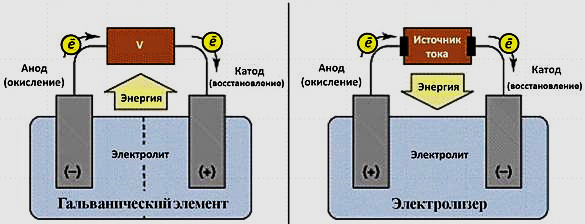 ē
V
ē
Анод
(окисление)
Катод
(восстановление)
Энергия
Электролит
(−)
(+)
Гальванический элемент
ē
Источник
тока
ē
Анод
(окисление)
Катод
(восстановление)
Энергия
Электролит
(+)
(−)
Электролизер